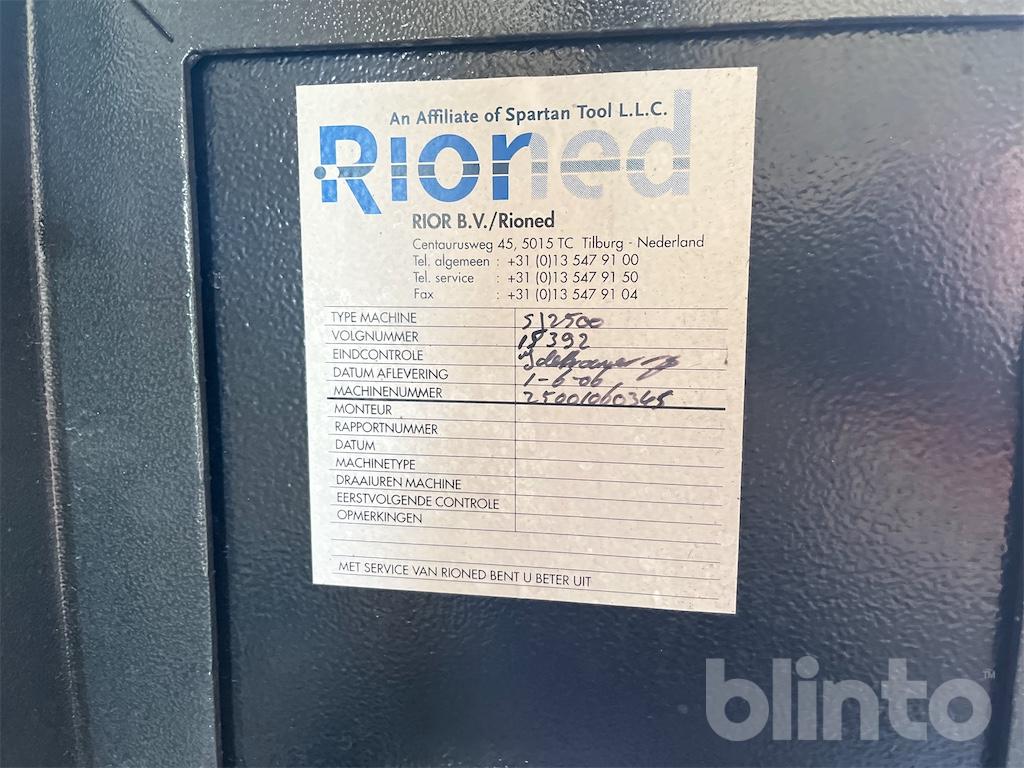 An Affiliate of Spartan Tool L.L.C.
Rioned
RIOR B.V./Rioned
Centaurusweg 45, 5015 TC Tilburg - Nederland
Tel. algemeen : +31 (0)13 547 91 00
Tel. service : +31 (0)13 547 91 50
Fax : +31 (0)13 547 91 04
TYPE MACHINE SJ2500
VOLGNUMMER 18392
EINDCONTROLE
DATUM AFLEVERING 1-6-06
MACHINENUMMER
MONTEUR
RAPPORTNUMMER
DATUM
MACHINETYPE
DRAAIUREN MACHINE
EERSTVOLGENDE CONTROLE
OPMERKINGEN
MET SERVICE VAN RIONED BENT U BETER UIT
blinto™